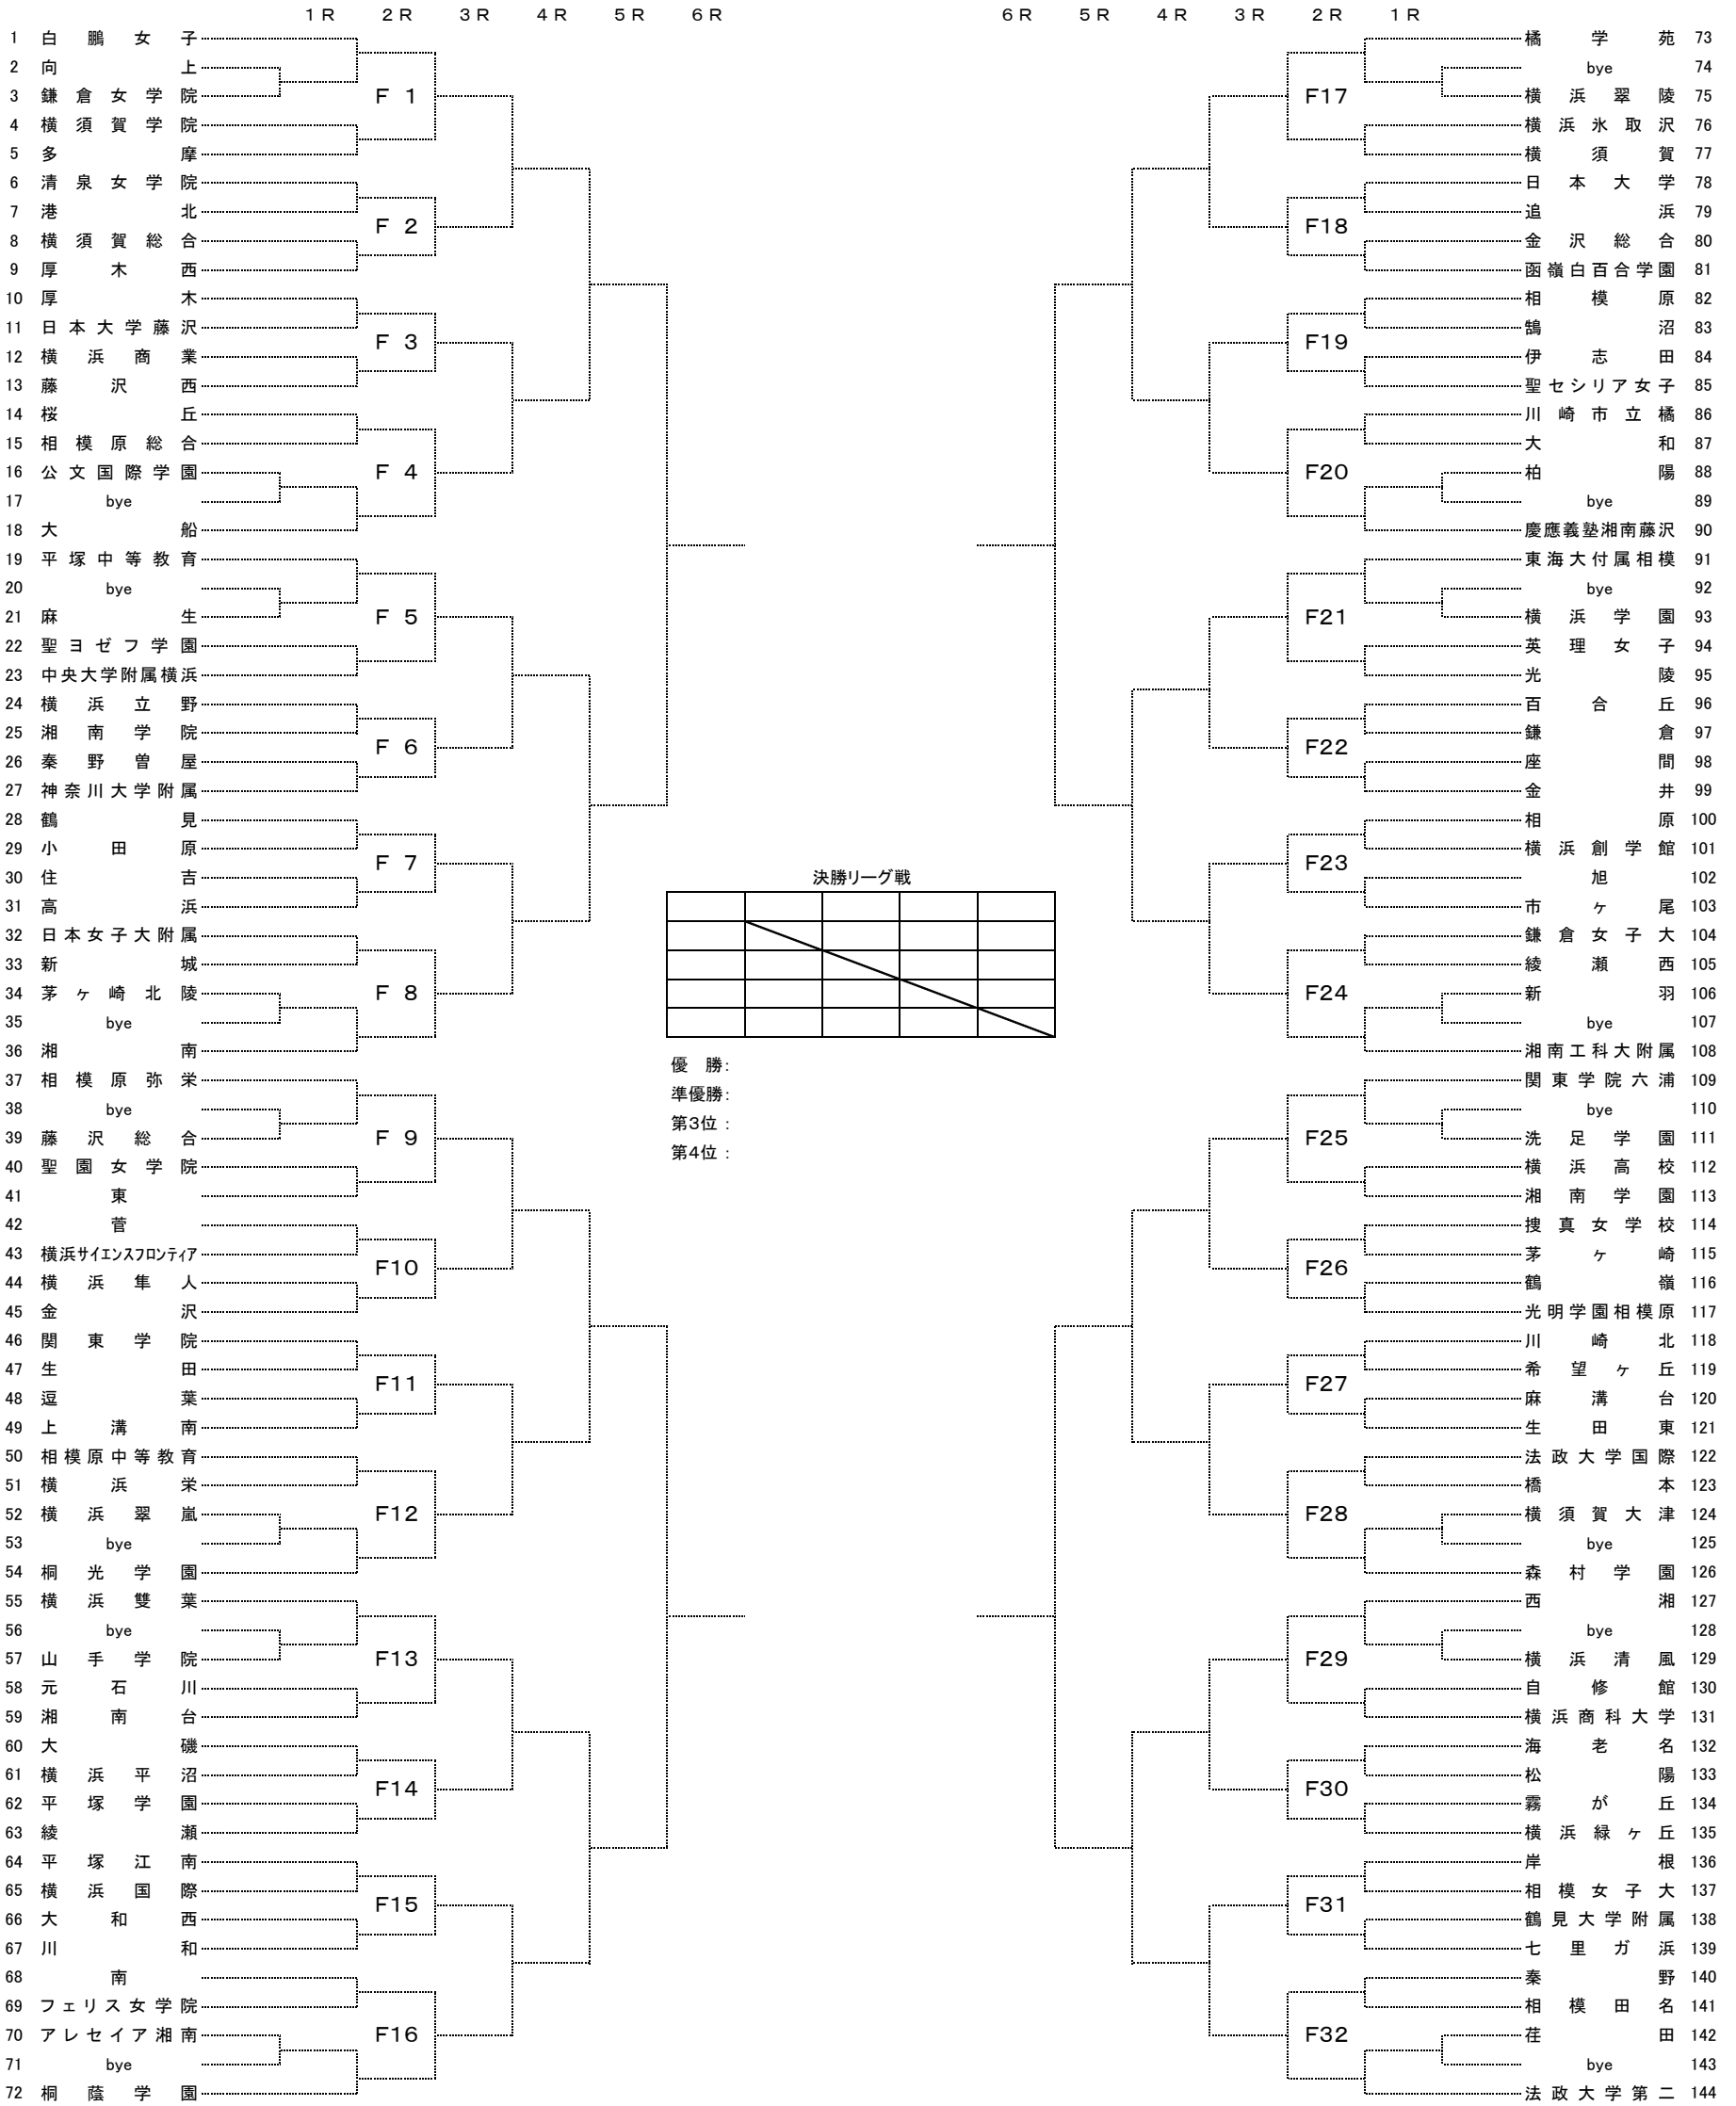 1R 2R 3R 4R 5R 6R
1 白鵬女子
2 向上
3 鎌倉女学院
4 横須賀学院
5 多摩
6 清泉女学院
7 港北
8 横須賀総合
9 厚木西
10 厚木
11 日本大学藤沢
12 横浜商業
13 藤沢西
14 桜丘
15 相模原総合
16 公文国際学園
17 bye
18 大船
19 平塚中等教育
20 bye
21 麻生
22 聖ヨゼフ学園
23 中央大学附属横浜
24 横浜立野
25 湘南学院
26 秦野曽屋
27 神奈川大学附属
28 鶴見
29 小田原
30 住吉
31 高浜
32 日本女子大附属
33 新城
34 茅ヶ崎北陵
35 bye
36 湘南
37 相模原弥栄
38 bye
39 藤沢総合
40 聖園女学院
41 東
42 菅
43 横浜サイエンスフロンティア
44 横浜隼人
45 金沢
46 関東学院
47 生田
48 逗葉
49 上溝南
50 相模原中等教育
51 横浜栄
52 横浜翠嵐
53 bye
54 桐光学園
55 横浜雙葉
56 bye
57 山手学院
58 元石川
59 湘南台
60 大磯
61 横浜平沼
62 平塚学園
63 綾瀬
64 平塚江南
65 横浜国際
66 大和西
67 川和
68 南
69 フェリス女学院
70 アレセイア湘南
71 bye
72 桐蔭学園
F 1
F 2
F 3
F 4
F 5
F 6
F 7
F 8
F 9
F10
F11
F12
F13
F14
F15
F16
決勝リーグ戦
優 勝:
準優勝:
第3位 :
第4位 :
6R 5R 4R 3R 2R 1R
F17
F18
F19
F20
F21
F22
F23
F24
F25
F26
F27
F28
F29
F30
F31
F32
橘学苑 73
bye 74
横浜翠陵 75
横浜氷取沢 76
横須賀 77
日本大学 78
追浜 79
金沢総合 80
函嶺白百合学園 81
相模原 82
鵠沼 83
伊志田 84
聖セシリア女子 85
川崎市立橘 86
大和 87
柏陽 88
bye 89
慶應義塾湘南藤沢 90
東海大付属相模 91
bye 92
横浜学園 93
英理女子 94
光陵 95
百合丘 96
鎌倉 97
座間 98
金井 99
相原 100
横浜創学館 101
旭 102
市ヶ尾 103
鎌倉女子大 104
綾瀬西 105
新羽 106
bye 107
湘南工科大附属 108
関東学院六浦 109
bye 110
洗足学園 111
横浜高校 112
湘南学園 113
捜真女学校 114
茅ヶ崎 115
鶴嶺 116
光明学園相模原 117
川崎北 118
希望ヶ丘 119
麻溝台 120
生田東 121
法政大学国際 122
橋本 123
横須賀大津 124
bye 125
森村学園 126
西湘 127
bye 128
横浜清風 129
自修館 130
横浜商科大学 131
海老名 132
松陽 133
霧が丘 134
横浜緑ヶ丘 135
岸根 136
相模女子大 137
鶴見大学附属 138
七里ガ浜 139
秦野 140
相模田名 141
荏田 142
bye 143
法政大学第二 144